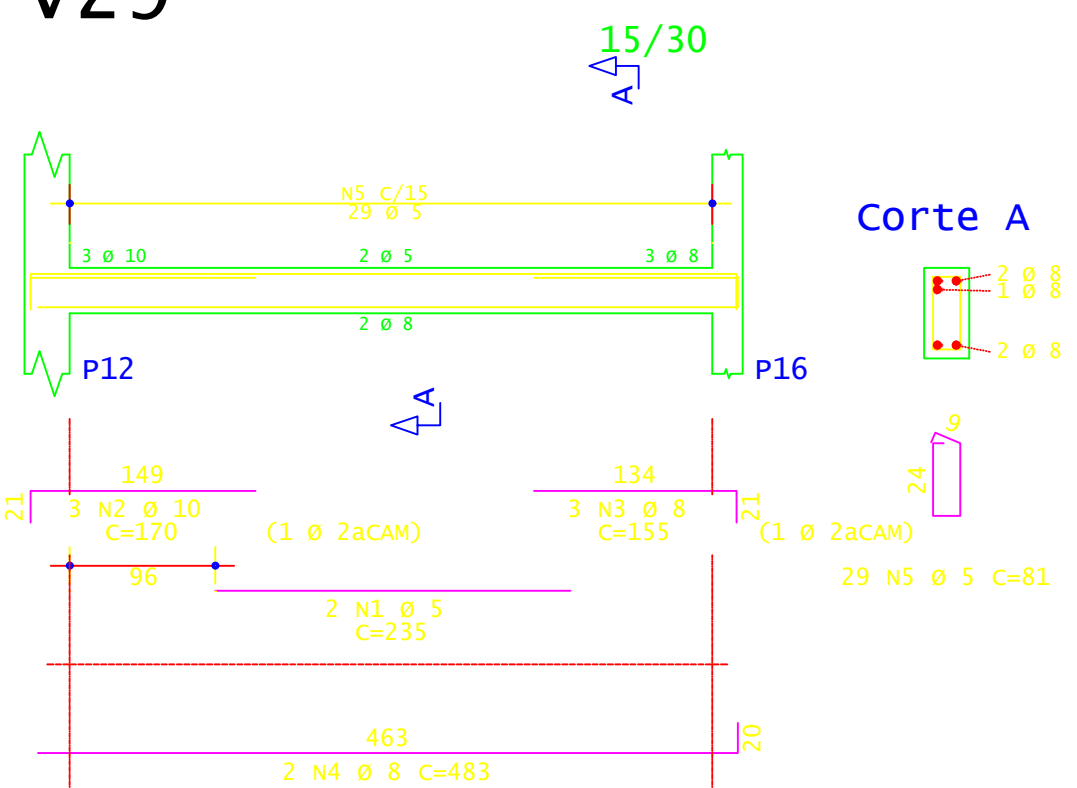 V29
15/30
A
N5 C/15
29 Ø 5
3 Ø 10
2 Ø 5
3 Ø 8
2 Ø 8
P12
P16
A
Corte A
2 Ø 8
1 Ø 8
2 Ø 8
149
21
3 N2 Ø 10
C=170
(1 Ø 2aCAM)
134
21
3 N3 Ø 8
C=155
(1 Ø 2aCAM)
9
24
29 N5 Ø 5 C=81
96
2 N1 Ø 5
C=235
463
20
2 N4 Ø 8 C=483